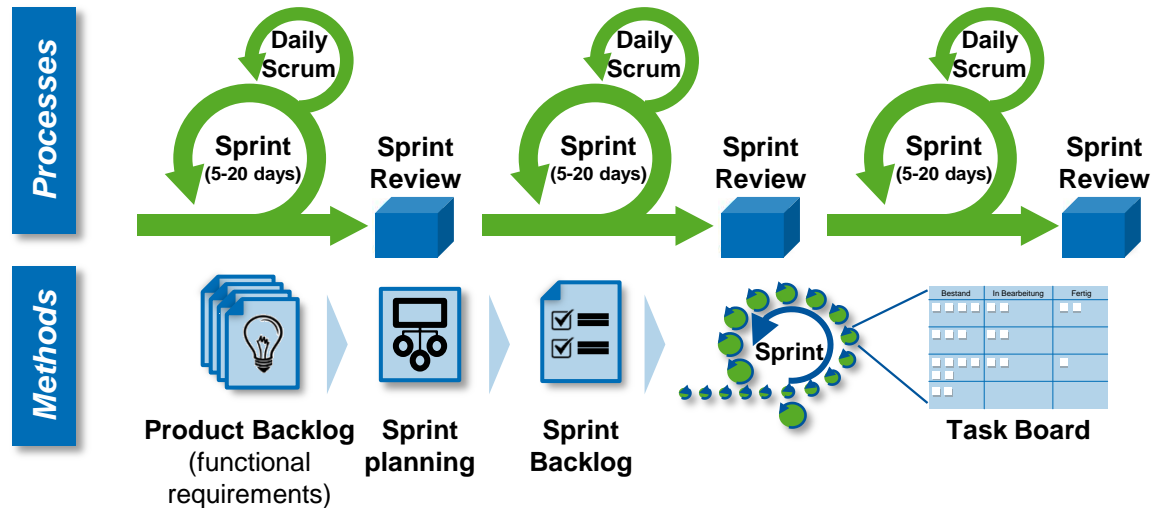 Processes
Daily
Scrum
Sprint
(5-20 days)
Sprint
Review
Daily
Scrum
Sprint
(5-20 days)
Sprint
Review
Daily
Scrum
Sprint
(5-20 days)
Sprint
Review
Methods
Product Backlog
(functional
requirements)
Sprint
planning
Sprint
Backlog
Sprint
Bestand
In Bearbeitung
Fertig
Task Board